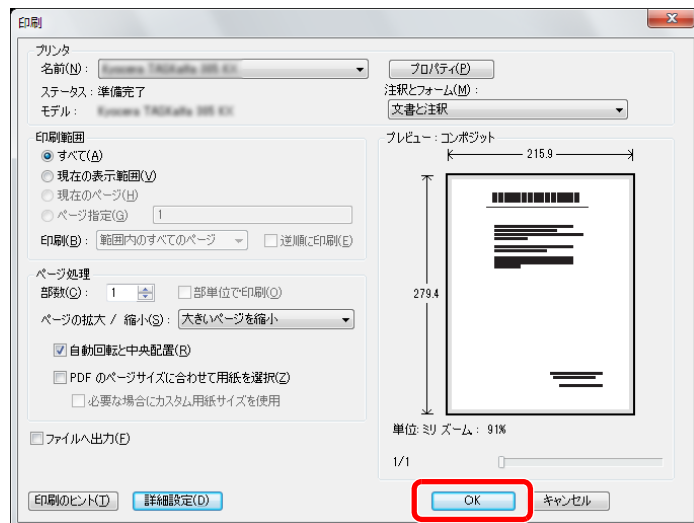 印刷
プリンタ
名前(N):
プロパティ(P)
ステータス: 準備完了
注釈とフォーム(M):
モデル:
文書と注釈
印刷範囲
すべて(A)
現在の表示範囲(V)
現在のページ(H)
ページ指定(G) 1
印刷(B): 範囲内のすべてのページ 逆順に印刷(E)
ページ処理
部数(C): 1 部単位で印刷(O)
ページの拡大 / 縮小(S): 大きいページを縮小
自動回転と中央配置(R)
PDF のページサイズに合わせて用紙を選択(Z)
必要な場合にカスタム用紙サイズを使用
ファイルへ出力(F)
プレビュー: コンポジット
215.9
279.4
単位: ミリ ズーム: 91%
1/1
印刷のヒント(T) 詳細設定(D) OK キャンセル